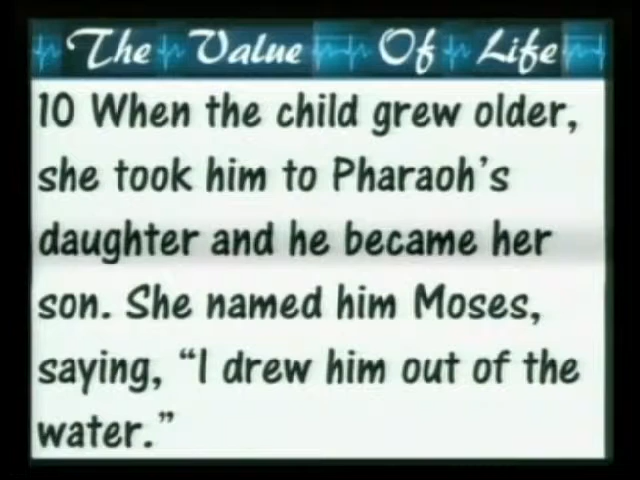 The Value Of Life
10 When the child grew older,
she took him to Pharaoh's
daughter and he became her
son. She named him Moses,
saying, “I drew him out of the
water.”